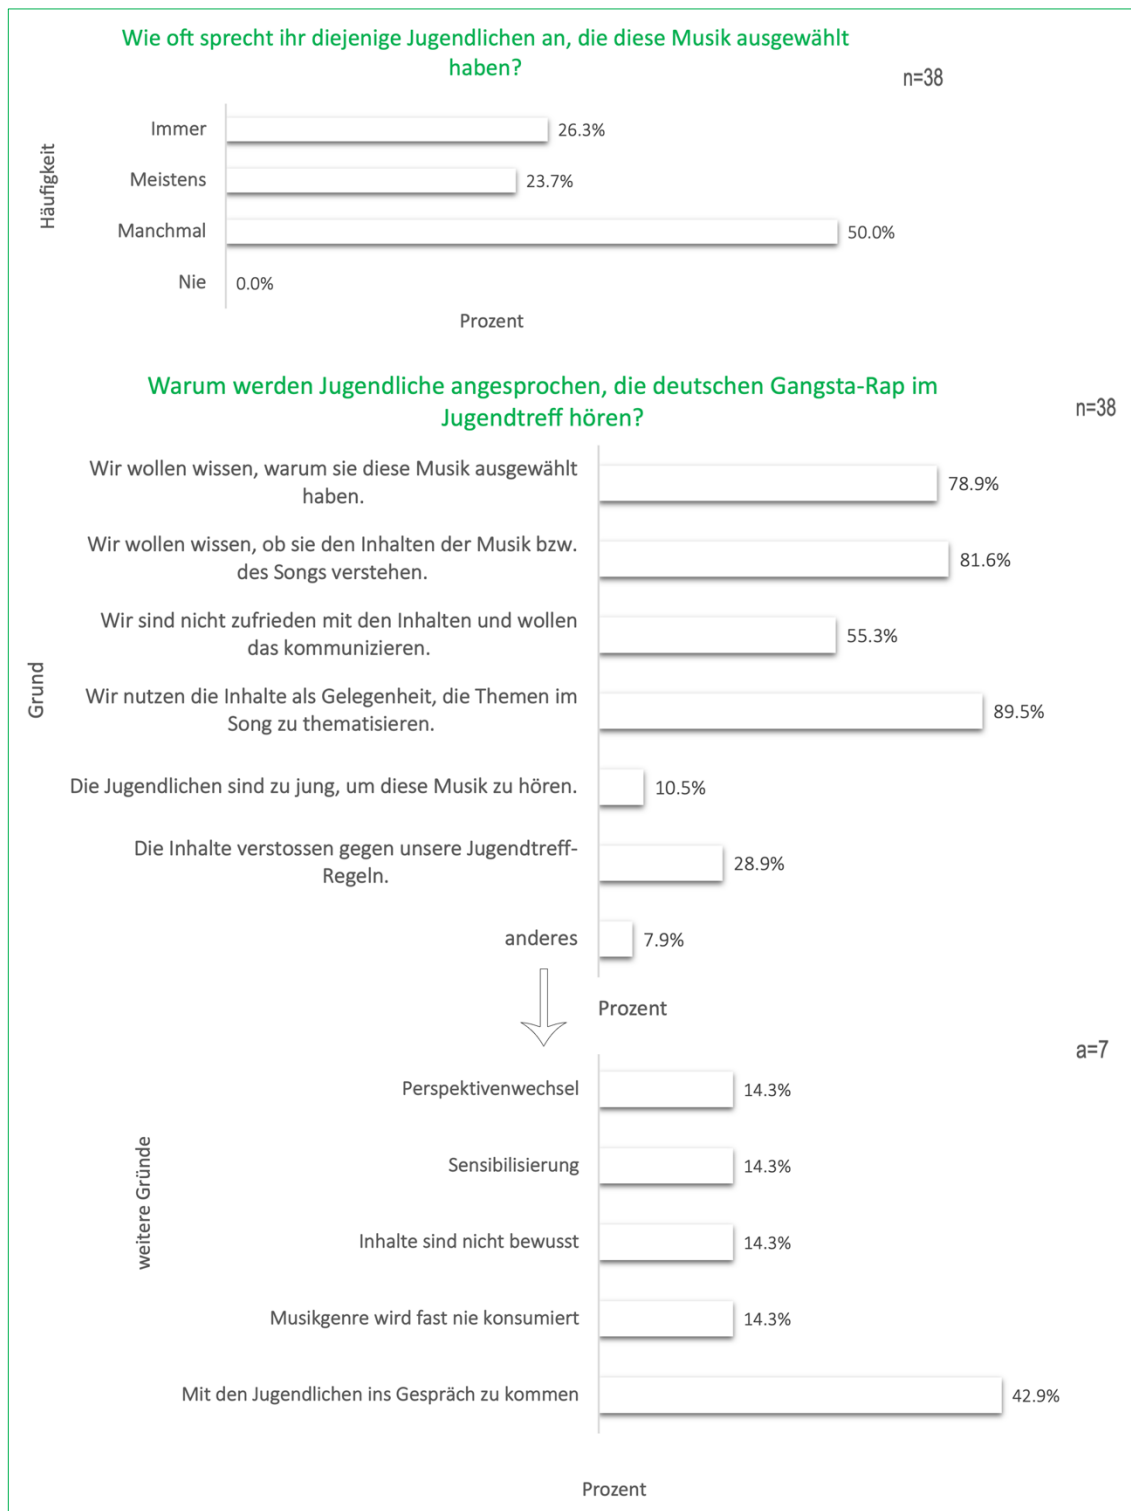 Wie oft sprecht ihr diejenige Jugendlichen an, die diese Musik ausgewählt
haben?
n=38
Häufigkeit
Immer
26.3%
Meistens
23.7%
Manchmal
50.0%
Nie
0.0%
Prozent
Warum werden Jugendliche angesprochen, die deutschen Gangsta-Rap im
Jugendtreff hören?
n=38
Grund
Wir wollen wissen, warum sie diese Musik ausgewählt
haben.
78.9%
Wir wollen wissen, ob sie den Inhalten der Musik bzw.
des Songs verstehen.
81.6%
Wir sind nicht zufrieden mit den Inhalten und wollen
das kommunizieren.
55.3%
Wir nutzen die Inhalte als Gelegenheit, die Themen im
Song zu thematisieren.
89.5%
Die Jugendlichen sind zu jung, um diese Musik zu hören.
10.5%
Die Inhalte verstossen gegen unsere Jugendtreff-
Regeln.
28.9%
anderes
7.9%
Prozent
a=7
weitere Gründe
Perspektivenwechsel
14.3%
Sensibilisierung
14.3%
Inhalte sind nicht bewusst
14.3%
Musikgenre wird fast nie konsumiert
14.3%
Mit den Jugendlichen ins Gespräch zu kommen
42.9%
Prozent